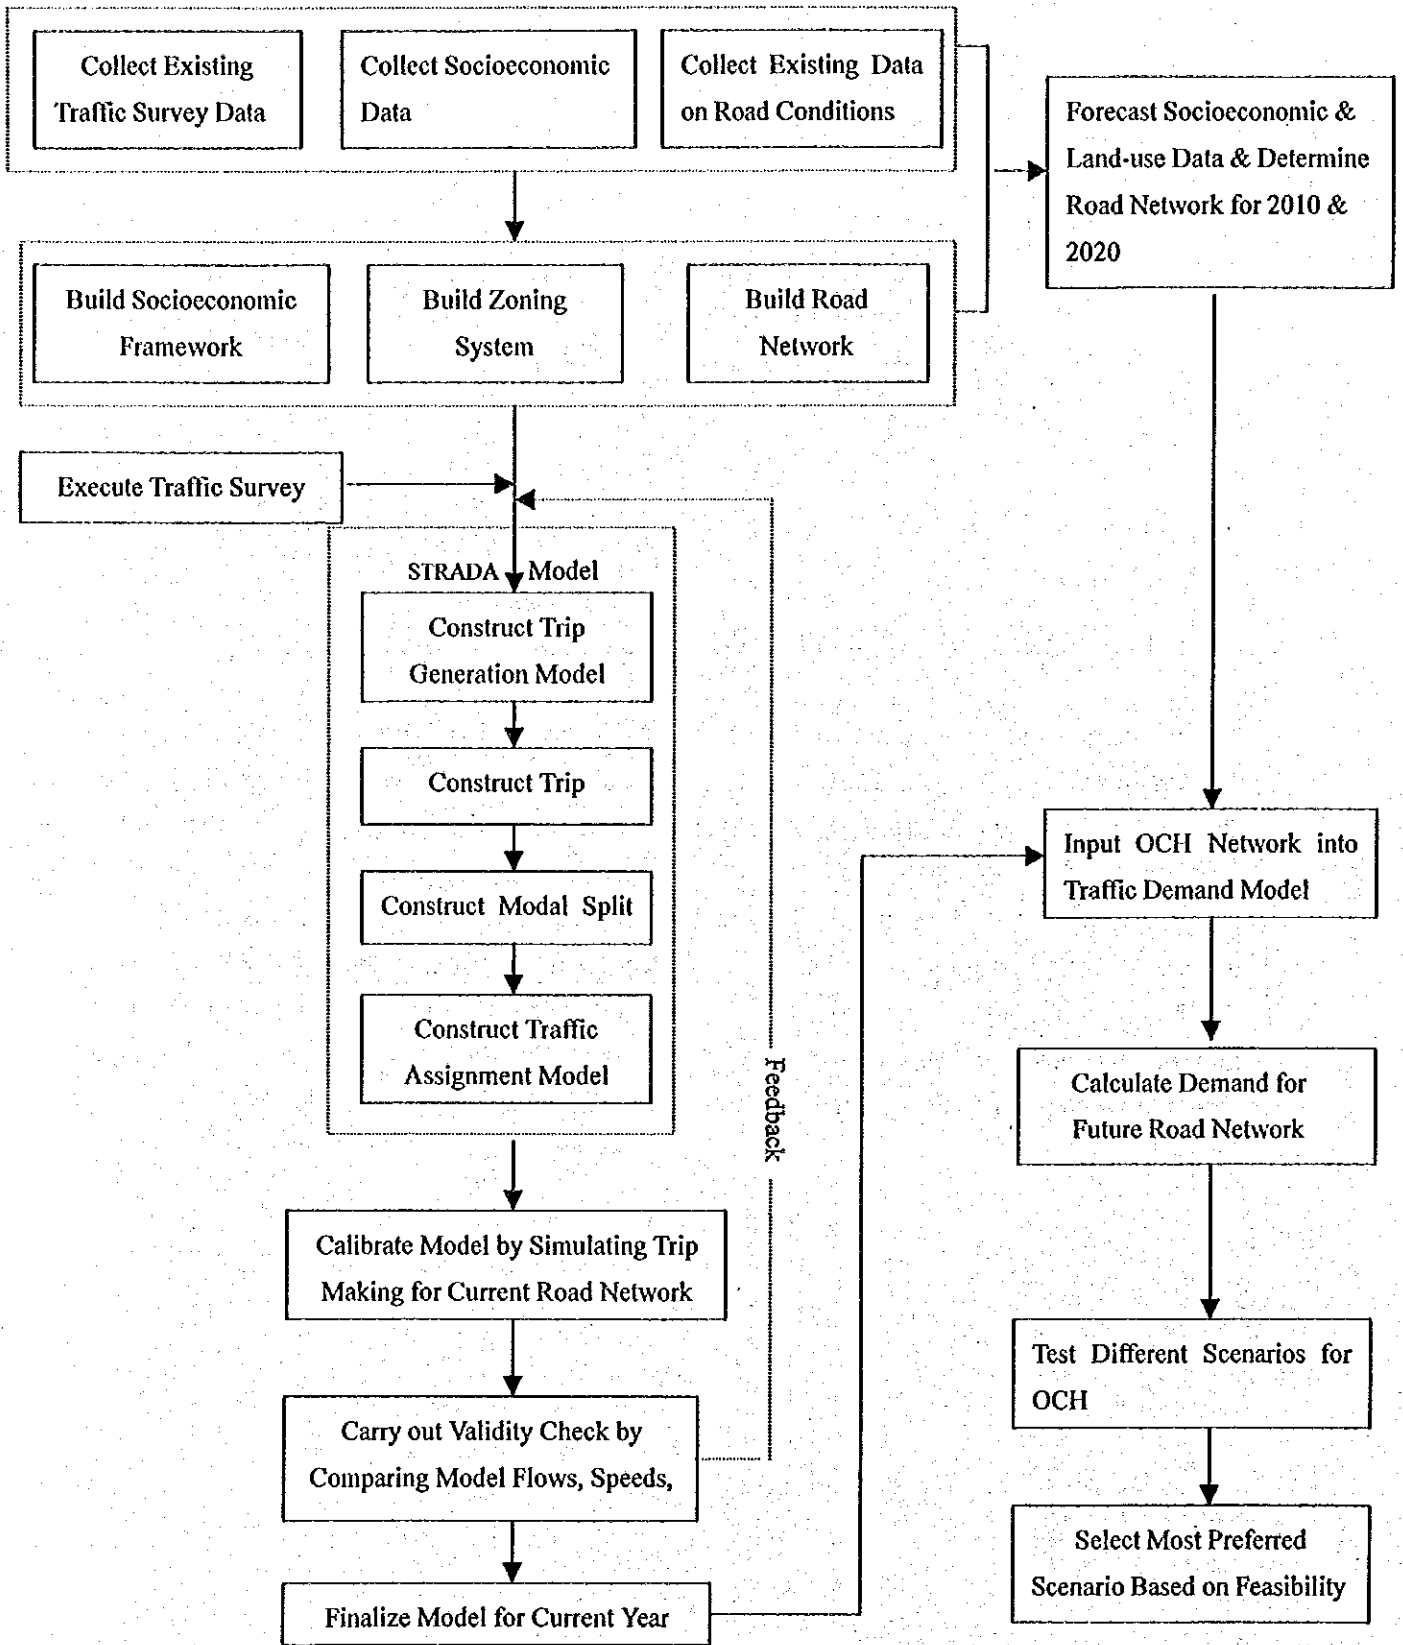 Collect Existing
Traffic Survey Data
Collect Socioeconomic
Data
Collect Existing Data
on Road Conditions
Forecast Socioeconomic &
Land-use Data & Determine
Road Network for 2010 &
2020
Build Socioeconomic
Framework
Build Zoning
System
Build Road
Network
Execute Traffic Survey
STRADA Model
Construct Trip
Generation Model
Construct Trip
Construct Modal Split
Construct Traffic
Assignment Model
Feedback
Calibrate Model by Simulating Trip
Making for Current Road Network
Carry out Validity Check by
Comparing Model Flows, Speeds,
Finalize Model for Current Year
Input OCH Network into
Traffic Demand Model
Calculate Demand for
Future Road Network
Test Different Scenarios for
OCH
Select Most Preferred
Scenario Based on Feasibility